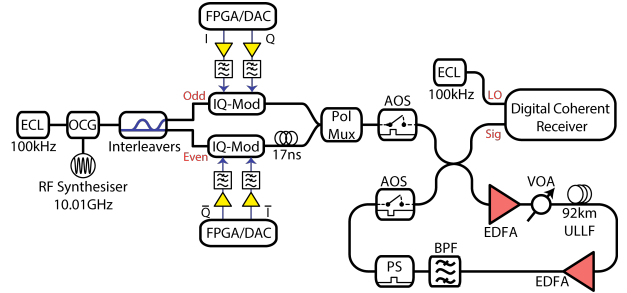 FPGA/DAC
I
Q
Odd
IQ-Mod
ECL
100kHz
OCG
Interleavers
RF Synthesiser
10.01GHz
Even
IQ-Mod
17ns
Q̅
I̅
FPGA/DAC
Pol
Mux
AOS
ECL
100kHz
LO
Sig
Digital Coherent
Receiver
AOS
EDFA
VOA
92km
ULLF
PS
BPF
EDFA